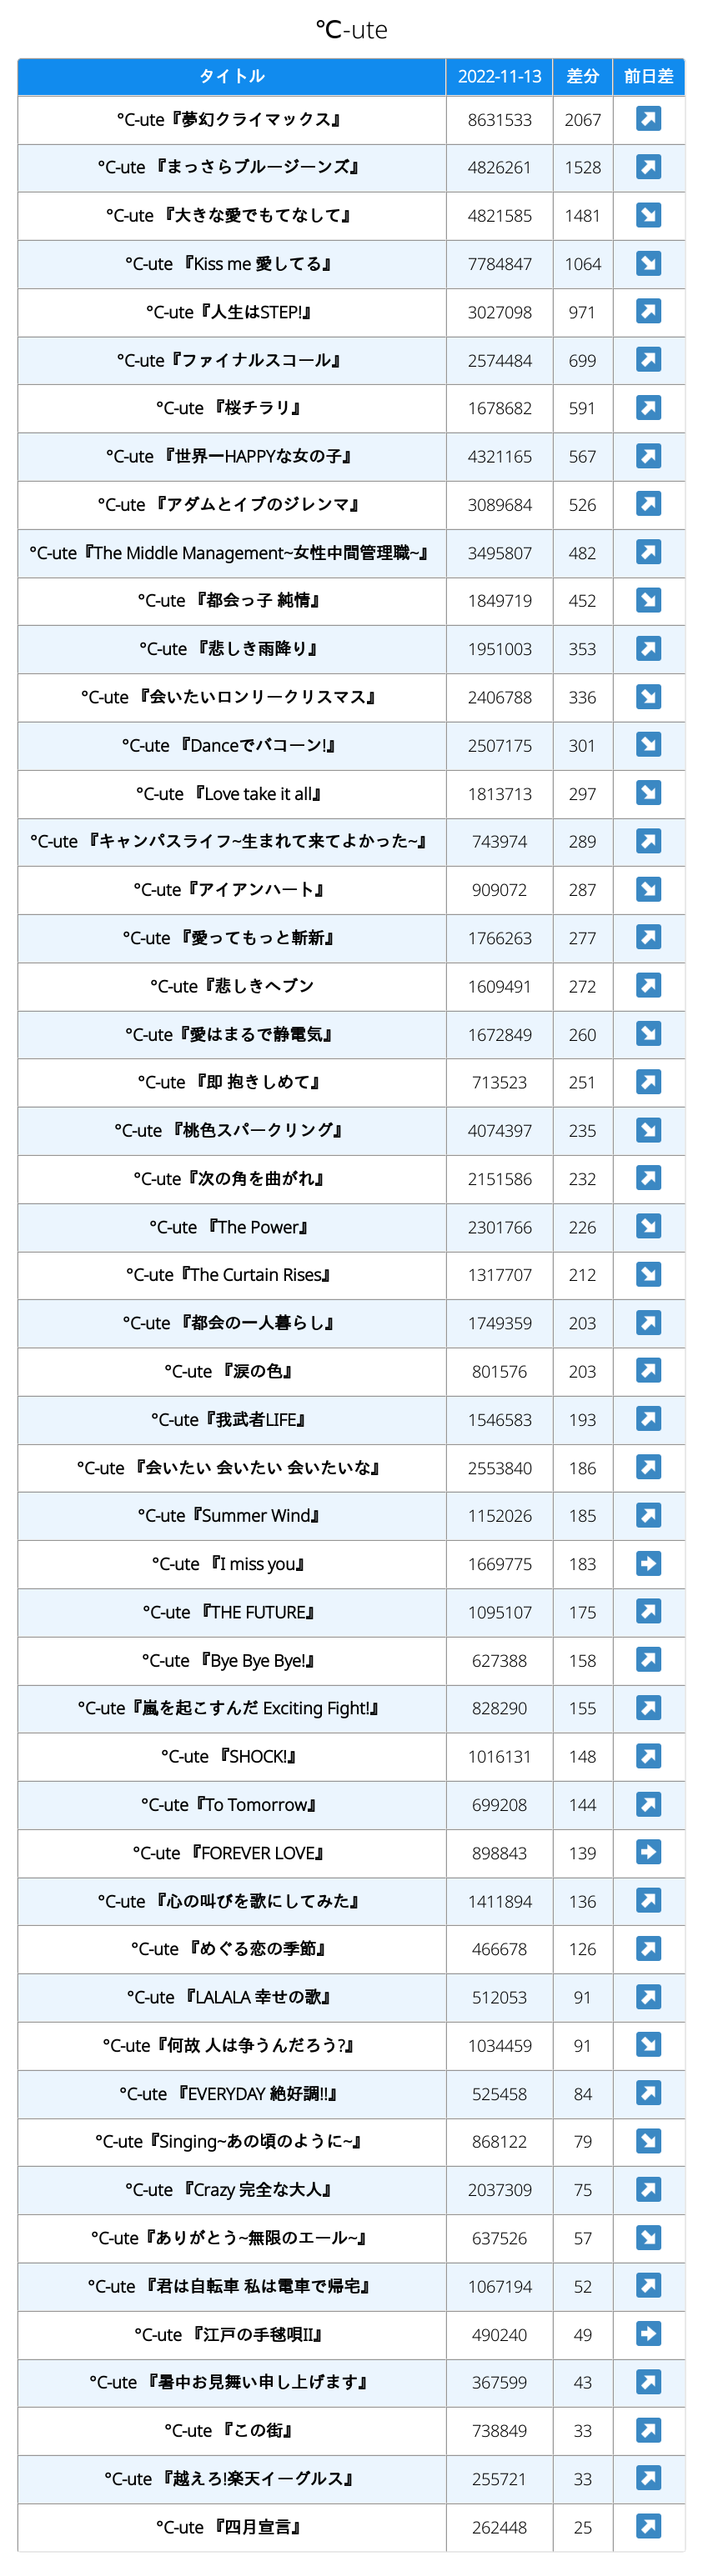 ℃-ute
タイトル 2022-11-13 差分 前日差
°C-ute『夢幻クライマックス』 8631533 2067 ↗
°C-ute 『まっさらブルージーンズ』 4826261 1528 ↗
°C-ute 『大きな愛でもてなして』 4821585 1481 ↘
°C-ute 『Kiss me 愛してる』 7784847 1064 ↘
°C-ute『人生はSTEP!』 3027098 971 ↗
°C-ute『ファイナルスコール』 2574484 699 ↗
°C-ute 『桜チラリ』 1678682 591 ↗
°C-ute 『世界一HAPPYな女の子』 4321165 567 ↗
°C-ute 『アダムとイブのジレンマ』 3089684 526 ↗
°C-ute『The Middle Management~女性中間管理職~』 3495807 482 ↗
°C-ute 『都会っ子 純情』 1849719 452 ↘
°C-ute 『悲しき雨降り』 1951003 353 ↗
°C-ute 『会いたいロンリークリスマス』 2406788 336 ↘
°C-ute 『Danceでバコーン!』 2507175 301 ↘
°C-ute 『Love take it all』 1813713 297 ↘
°C-ute 『キャンパスライフ~生まれて来てよかった~』 743974 289 ↗
°C-ute『アイアンハート』 909072 287 ↘
°C-ute 『愛ってもっと斬新』 1766263 277 ↗
°C-ute『悲しきヘブン 1609491 272 ↗
°C-ute『愛はまるで静電気』 1672849 260 ↘
°C-ute 『即 抱きしめて』 713523 251 ↗
°C-ute 『桃色スパークリング』 4074397 235 ↘
°C-ute『次の角を曲がれ』 2151586 232 ↗
°C-ute 『The Power』 2301766 226 ↘
°C-ute『The Curtain Rises』 1317707 212 ↘
°C-ute 『都会の一人暮らし』 1749359 203 ↗
°C-ute 『涙の色』 801576 203 ↗
°C-ute『我武者LIFE』 1546583 193 ↗
°C-ute 『会いたい 会いたい 会いたいな』 2553840 186 ↗
°C-ute『Summer Wind』 1152026 185 ↗
°C-ute 『I miss you』 1669775 183 →
°C-ute 『THE FUTURE』 1095107 175 ↗
°C-ute 『Bye Bye Bye!』 627388 158 ↗
°C-ute『嵐を起こすんだ Exciting Fight!』 828290 155 ↗
°C-ute 『SHOCK!』 1016131 148 ↗
°C-ute『To Tomorrow』 699208 144 ↗
°C-ute 『FOREVER LOVE』 898843 139 →
°C-ute 『心の叫びを歌にしてみた』 1411894 136 ↗
°C-ute 『めぐる恋の季節』 466678 126 ↗
°C-ute 『LALALA 幸せの歌』 512053 91 ↗
°C-ute『何故 人は争うんだろう?』 1034459 91 ↘
°C-ute 『EVERYDAY 絶好調!!』 525458 84 ↗
°C-ute『Singing~あの頃のように~』 868122 79 ↘
°C-ute 『Crazy 完全な大人』 2037309 75 ↗
°C-ute『ありがとう~無限のエール~』 637526 57 ↘
°C-ute 『君は自転車 私は電車で帰宅』 1067194 52 ↗
°C-ute 『江戸の手毬唄II』 490240 49 →
°C-ute 『暑中お見舞い申し上げます』 367599 43 ↗
°C-ute 『この街』 738849 33 ↗
°C-ute 『越えろ!楽天イーグルス』 255721 33 ↗
°C-ute 『四月宣言』 262448 25 ↗